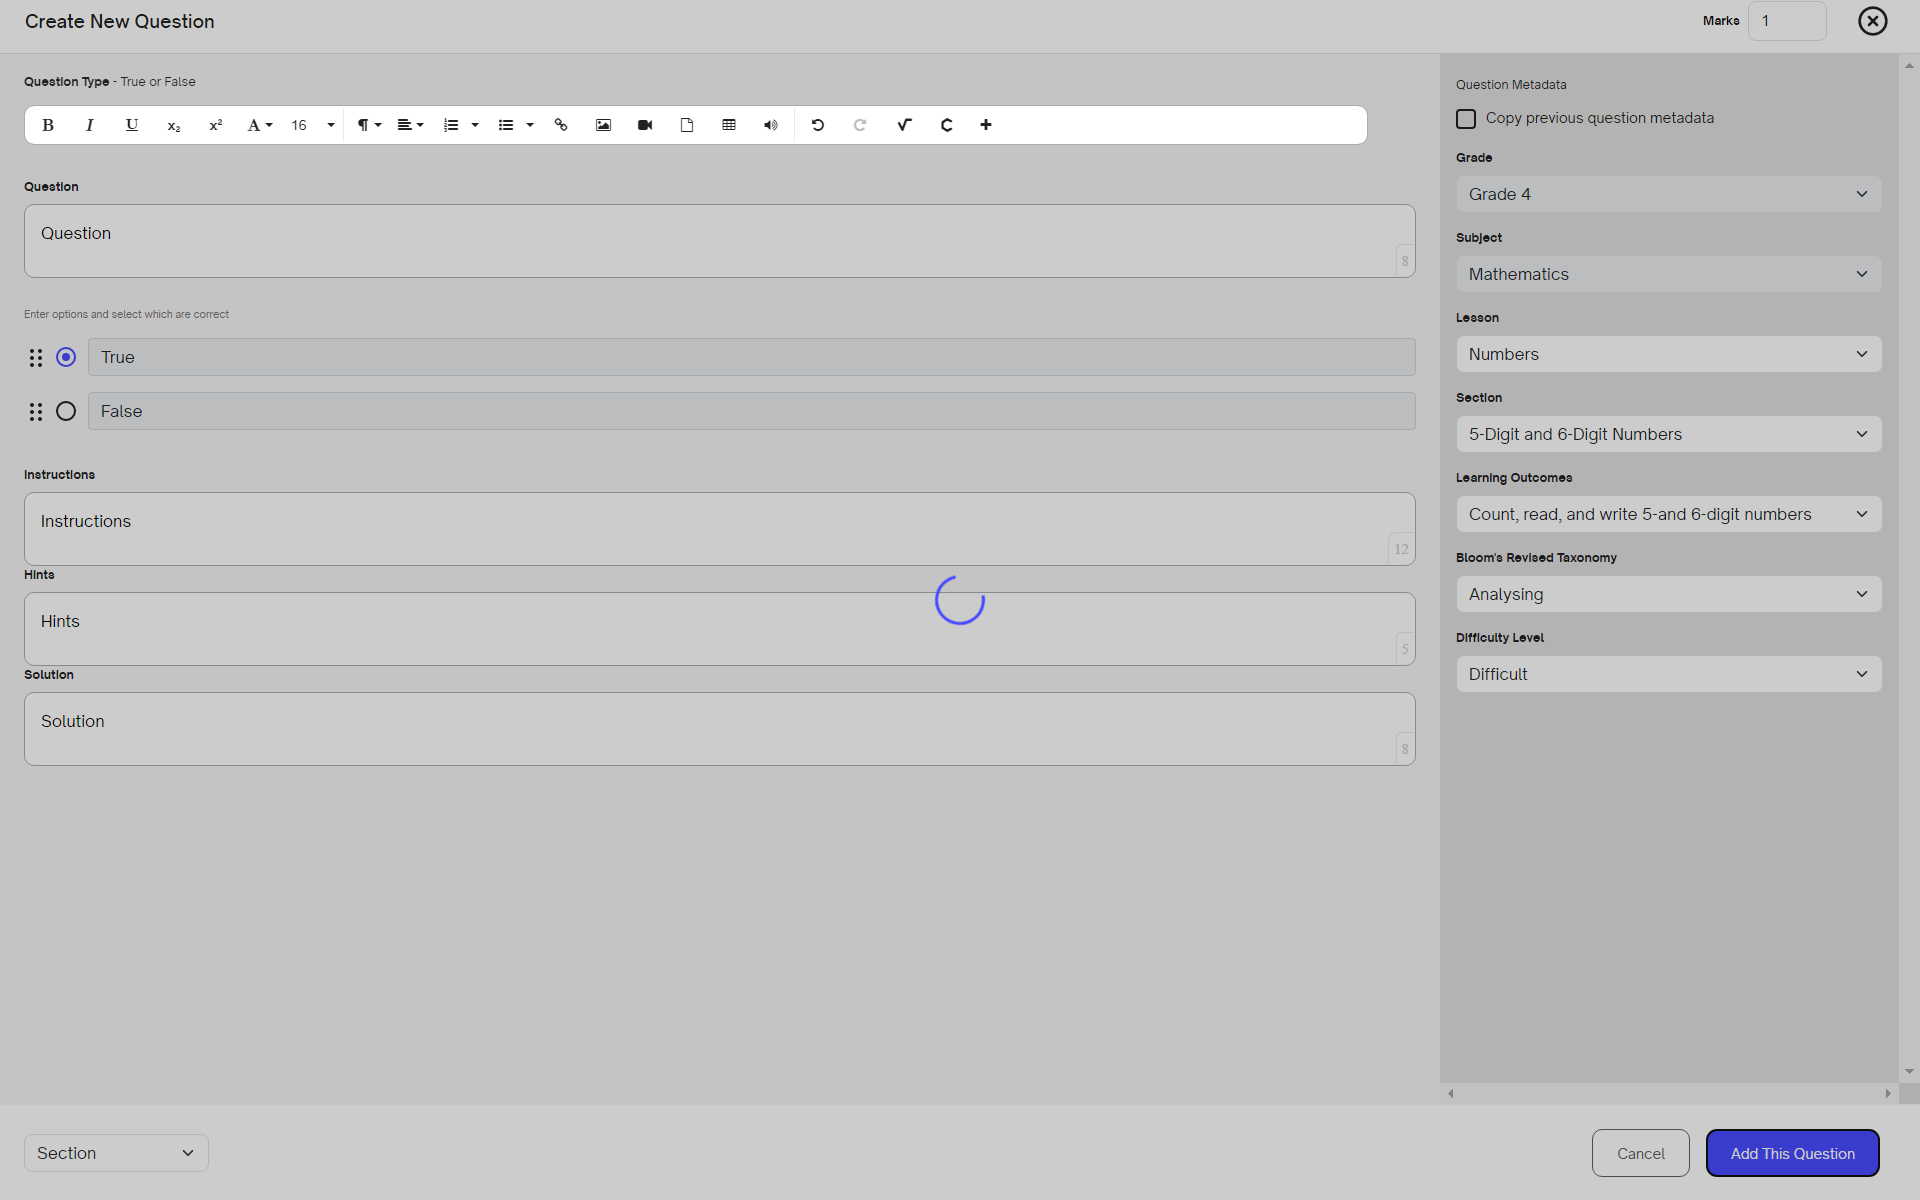 Create New Question
Marks 1
Question Type - True or False
B I U x₂ x² A 16
Question
Question
8
Enter options and select which are correct
True
False
Instructions
Instructions
12
Hints
Hints
5
Solution
Solution
8
Question Metadata
Copy previous question metadata
Grade
Grade 4
Subject
Mathematics
Lesson
Numbers
Section
5-Digit and 6-Digit Numbers
Learning Outcomes
Count, read, and write 5-and 6-digit numbers
Bloom's Revised Taxonomy
Analysing
Difficulty Level
Difficult
Section
Cancel
Add This Question